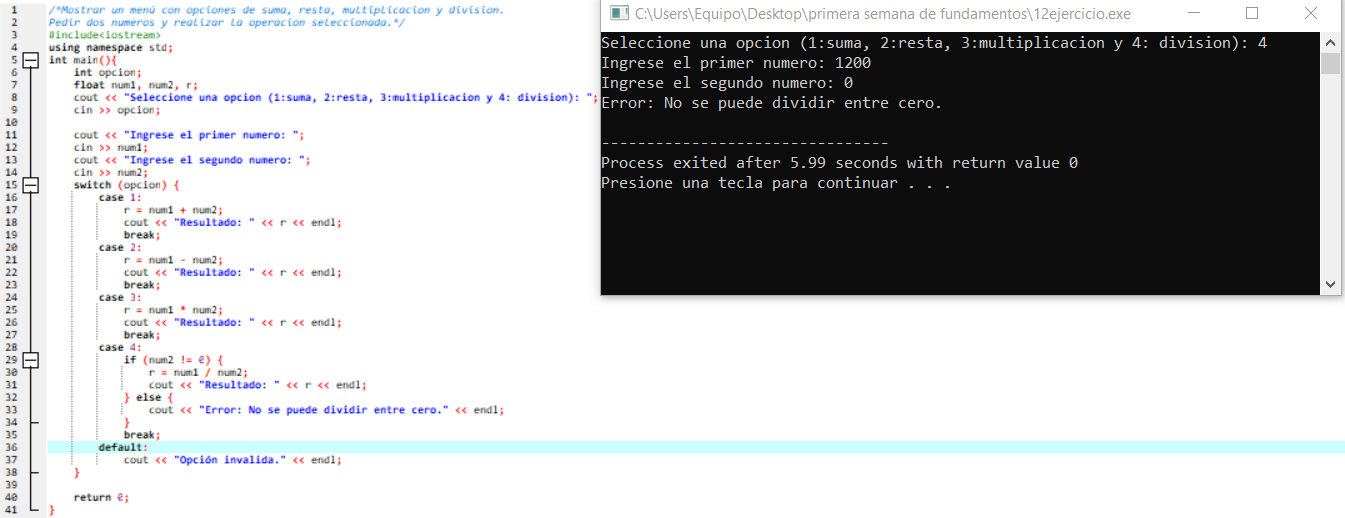 1 /*Mostrar un menú con opciones de suma, resta, multiplicacion y division.
2 Pedir dos numeros y realizar la operacion seleccionada.*/
3 #include<iostream>
4 using namespace std;
5 int main(){
6 int opcion;
7 float num1, num2, r;
8 cout << "Seleccione una opcion (1:suma, 2:resta, 3:multiplicacion y 4: division): ";
9 cin >> opcion;
10
11 cout << "Ingrese el primer numero: ";
12 cin >> num1;
13 cout << "Ingrese el segundo numero: ";
14 cin >> num2;
15 switch (opcion) {
16 case 1:
17 r = num1 + num2;
18 cout << "Resultado: " << r << endl;
19 break;
20 case 2:
21 r = num1 - num2;
22 cout << "Resultado: " << r << endl;
23 break;
24 case 3:
25 r = num1 * num2;
26 cout << "Resultado: " << r << endl;
27 break;
28 case 4:
29 if (num2 != 0) {
30 r = num1 / num2;
31 cout << "Resultado: " << r << endl;
32 } else {
33 cout << "Error: No se puede dividir entre cero." << endl;
34 }
35 break;
36 default:
37 cout << "Opción invalida." << endl;
38 }
39
40 return 0;
41 }
C:\Users\Equipo\Desktop\primera semana de fundamentos\12ejercicio.exe
Seleccione una opcion (1:suma, 2:resta, 3:multiplicacion y 4: division): 4
Ingrese el primer numero: 1200
Ingrese el segundo numero: 0
Error: No se puede dividir entre cero.
--------------------------------
Process exited after 5.99 seconds with return value 0
Presione una tecla para continuar . . .